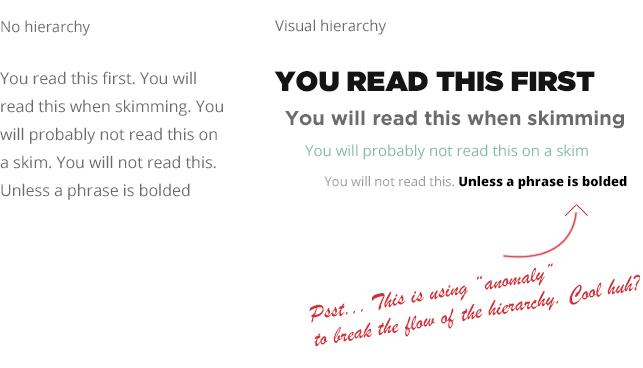 No hierarchy
You read this first. You will
read this when skimming. You
will probably not read this on
a skim. You will not read this.
Unless a phrase is bolded
Visual hierarchy
YOU READ THIS FIRST
You will read this when skimming
You will probably not read this on a skim
You will not read this. Unless a phrase is bolded
Psst... This is using "anomaly"
to break the flow of the hierarchy. Cool huh?